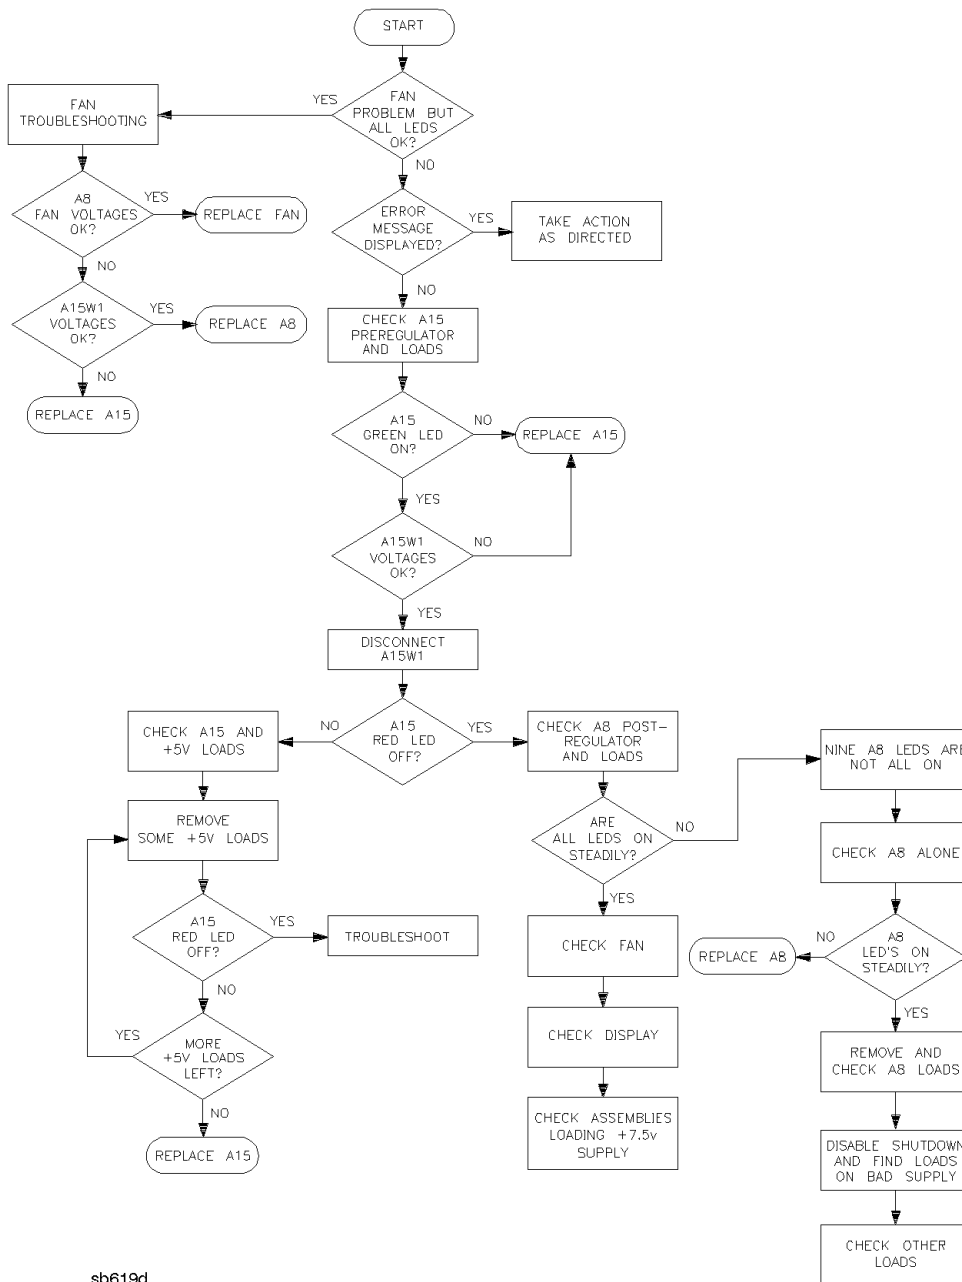 START
FAN
PROBLEM BUT
ALL LEDS
OK?
YES
NO
FAN
TROUBLESHOOTING
A8
FAN VOLTAGES
OK?
YES
REPLACE FAN
NO
A15W1
VOLTAGES
OK?
YES
REPLACE A8
NO
REPLACE A15
ERROR
MESSAGE
DISPLAYED?
YES
TAKE ACTION
AS DIRECTED
NO
CHECK A15
PREREGULATOR
AND LOADS
A15
GREEN LED
ON?
NO
REPLACE A15
YES
A15W1
VOLTAGES
OK?
NO
YES
DISCONNECT
A15W1
A15
RED LED
OFF?
NO
YES
CHECK A15 AND
+5V LOADS
REMOVE
SOME +5V LOADS
A15
RED LED
OFF?
YES
TROUBLESHOOT
NO
MORE
+5V LOADS
LEFT?
YES
NO
REPLACE A15
CHECK A8 POST-
REGULATOR
AND LOADS
ARE
ALL LEDS ON
STEADILY?
NO
YES
CHECK FAN
CHECK DISPLAY
CHECK ASSEMBLIES
LOADING +7.5v
SUPPLY
NINE A8 LEDS ARE
NOT ALL ON
CHECK A8 ALONE
A8
LED'S ON
STEADILY?
NO
REPLACE A8
YES
REMOVE AND
CHECK A8 LOADS
DISABLE SHUTDOWN
AND FIND LOADS
ON BAD SUPPLY
CHECK OTHER
LOADS
sb619d